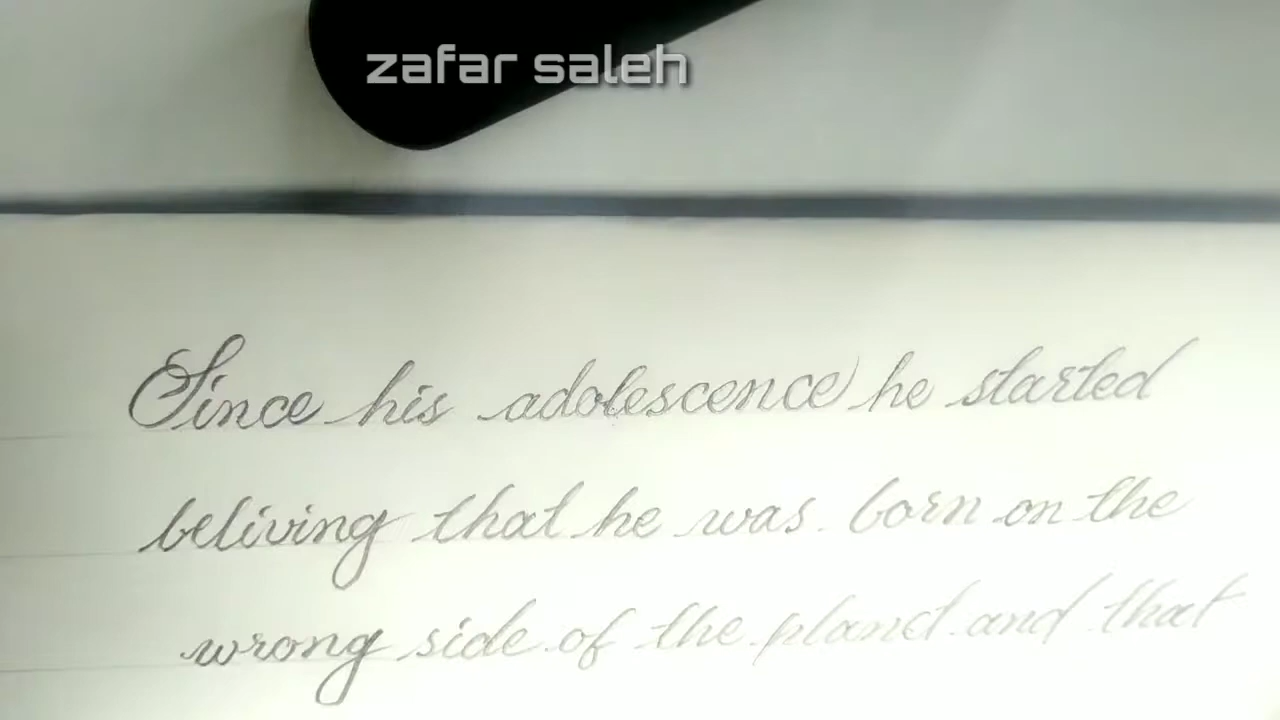 zafar saleh
Since his adolescence he started
beliving that he was born on the
wrong side of the planet and that